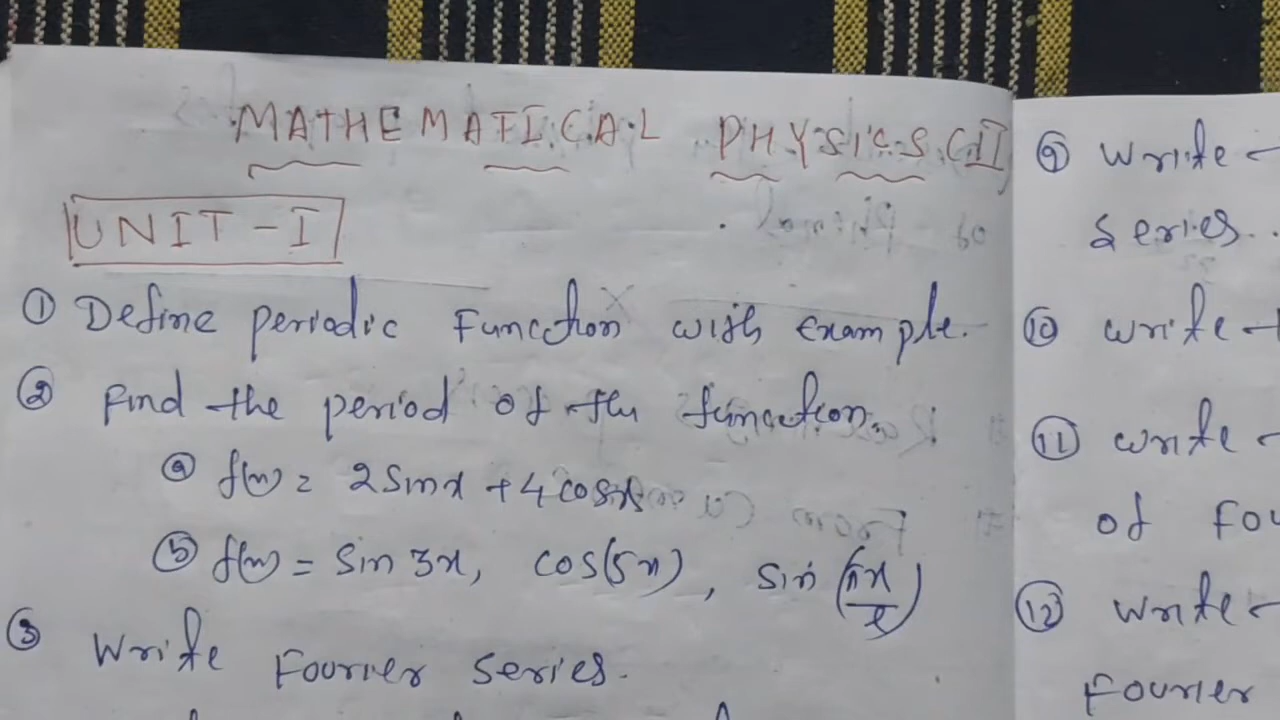 MATHEMATICAL PHYSICS (II)
UNIT - I
① Define periodic Function with example.
② Find the period of the function.
ⓐ f(x) = 2 sinx + 4 cosx
ⓑ f(x) = sin 3x, cos(5x), sin (πx/l)
③ Write Fourier series.
⑨ Write
series.
⑩ write
⑪ write
of Fou
⑫ write
Fourier